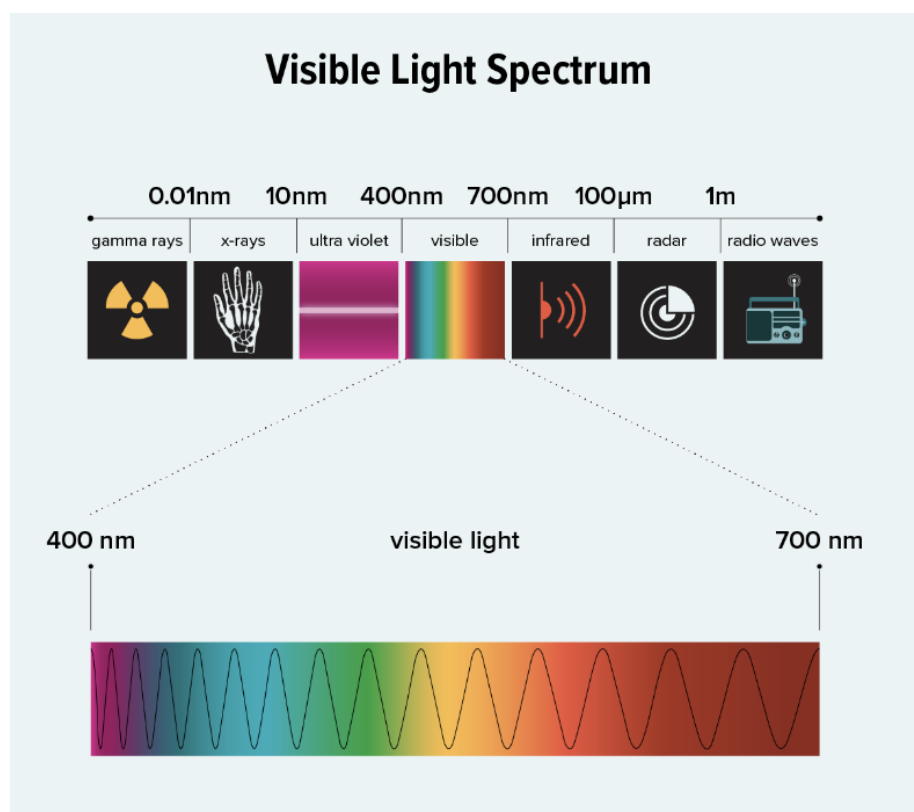 Visible Light Spectrum
0.01nm 10nm 400nm 700nm 100µm 1m
gamma rays x-rays ultra violet visible infrared radar radio waves
400 nm visible light 700 nm